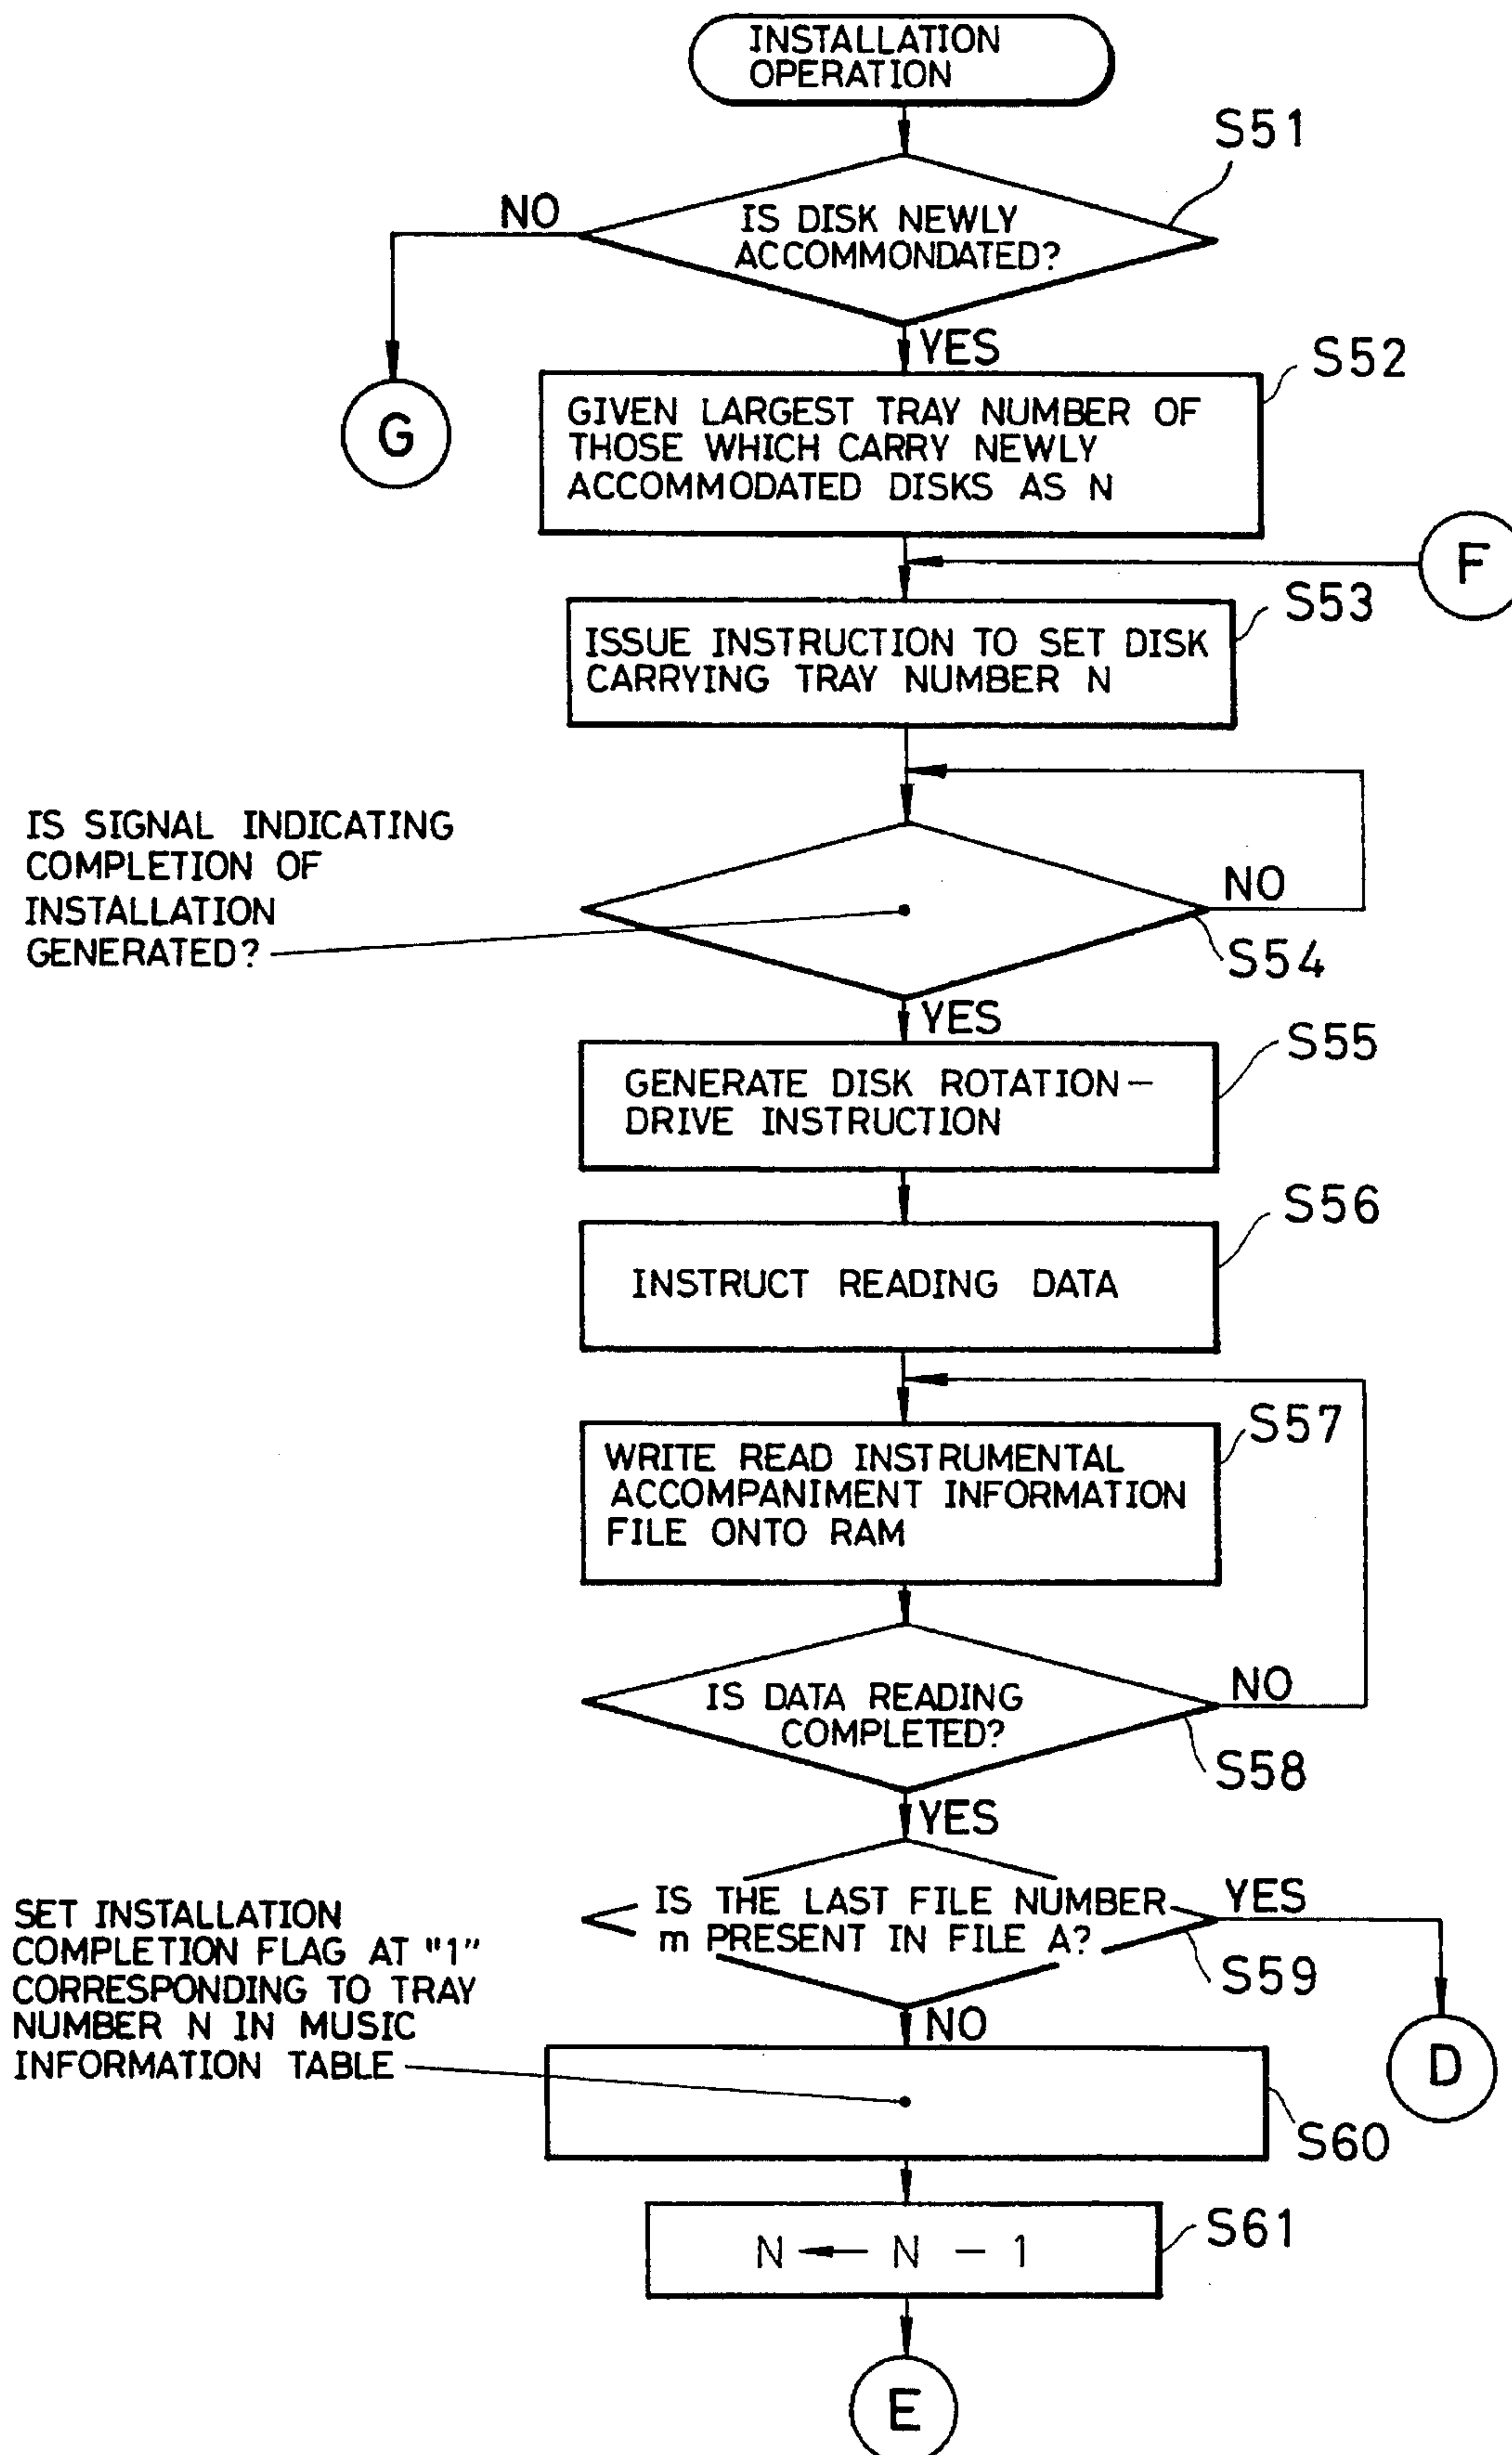 INSTALLATION
OPERATION
S51
NO
IS DISK NEWLY
ACCOMMONDATED?
YES
S52
G
GIVEN LARGEST TRAY NUMBER OF
THOSE WHICH CARRY NEWLY
ACCOMMODATED DISKS AS N
F
S53
ISSUE INSTRUCTION TO SET DISK
CARRYING TRAY NUMBER N
IS SIGNAL INDICATING
COMPLETION OF
INSTALLATION
GENERATED?
NO
S54
YES
S55
GENERATE DISK ROTATION-
DRIVE INSTRUCTION
S56
INSTRUCT READING DATA
S57
WRITE READ INSTRUMENTAL
ACCOMPANIMENT INFORMATION
FILE ONTO RAM
IS DATA READING
COMPLETED?
NO
S58
YES
IS THE LAST FILE NUMBER
m PRESENT IN FILE A?
YES
S59
SET INSTALLATION
COMPLETION FLAG AT "1"
CORRESPONDING TO TRAY
NUMBER N IN MUSIC
INFORMATION TABLE
NO
D
S60
S61
N ← N - 1
E